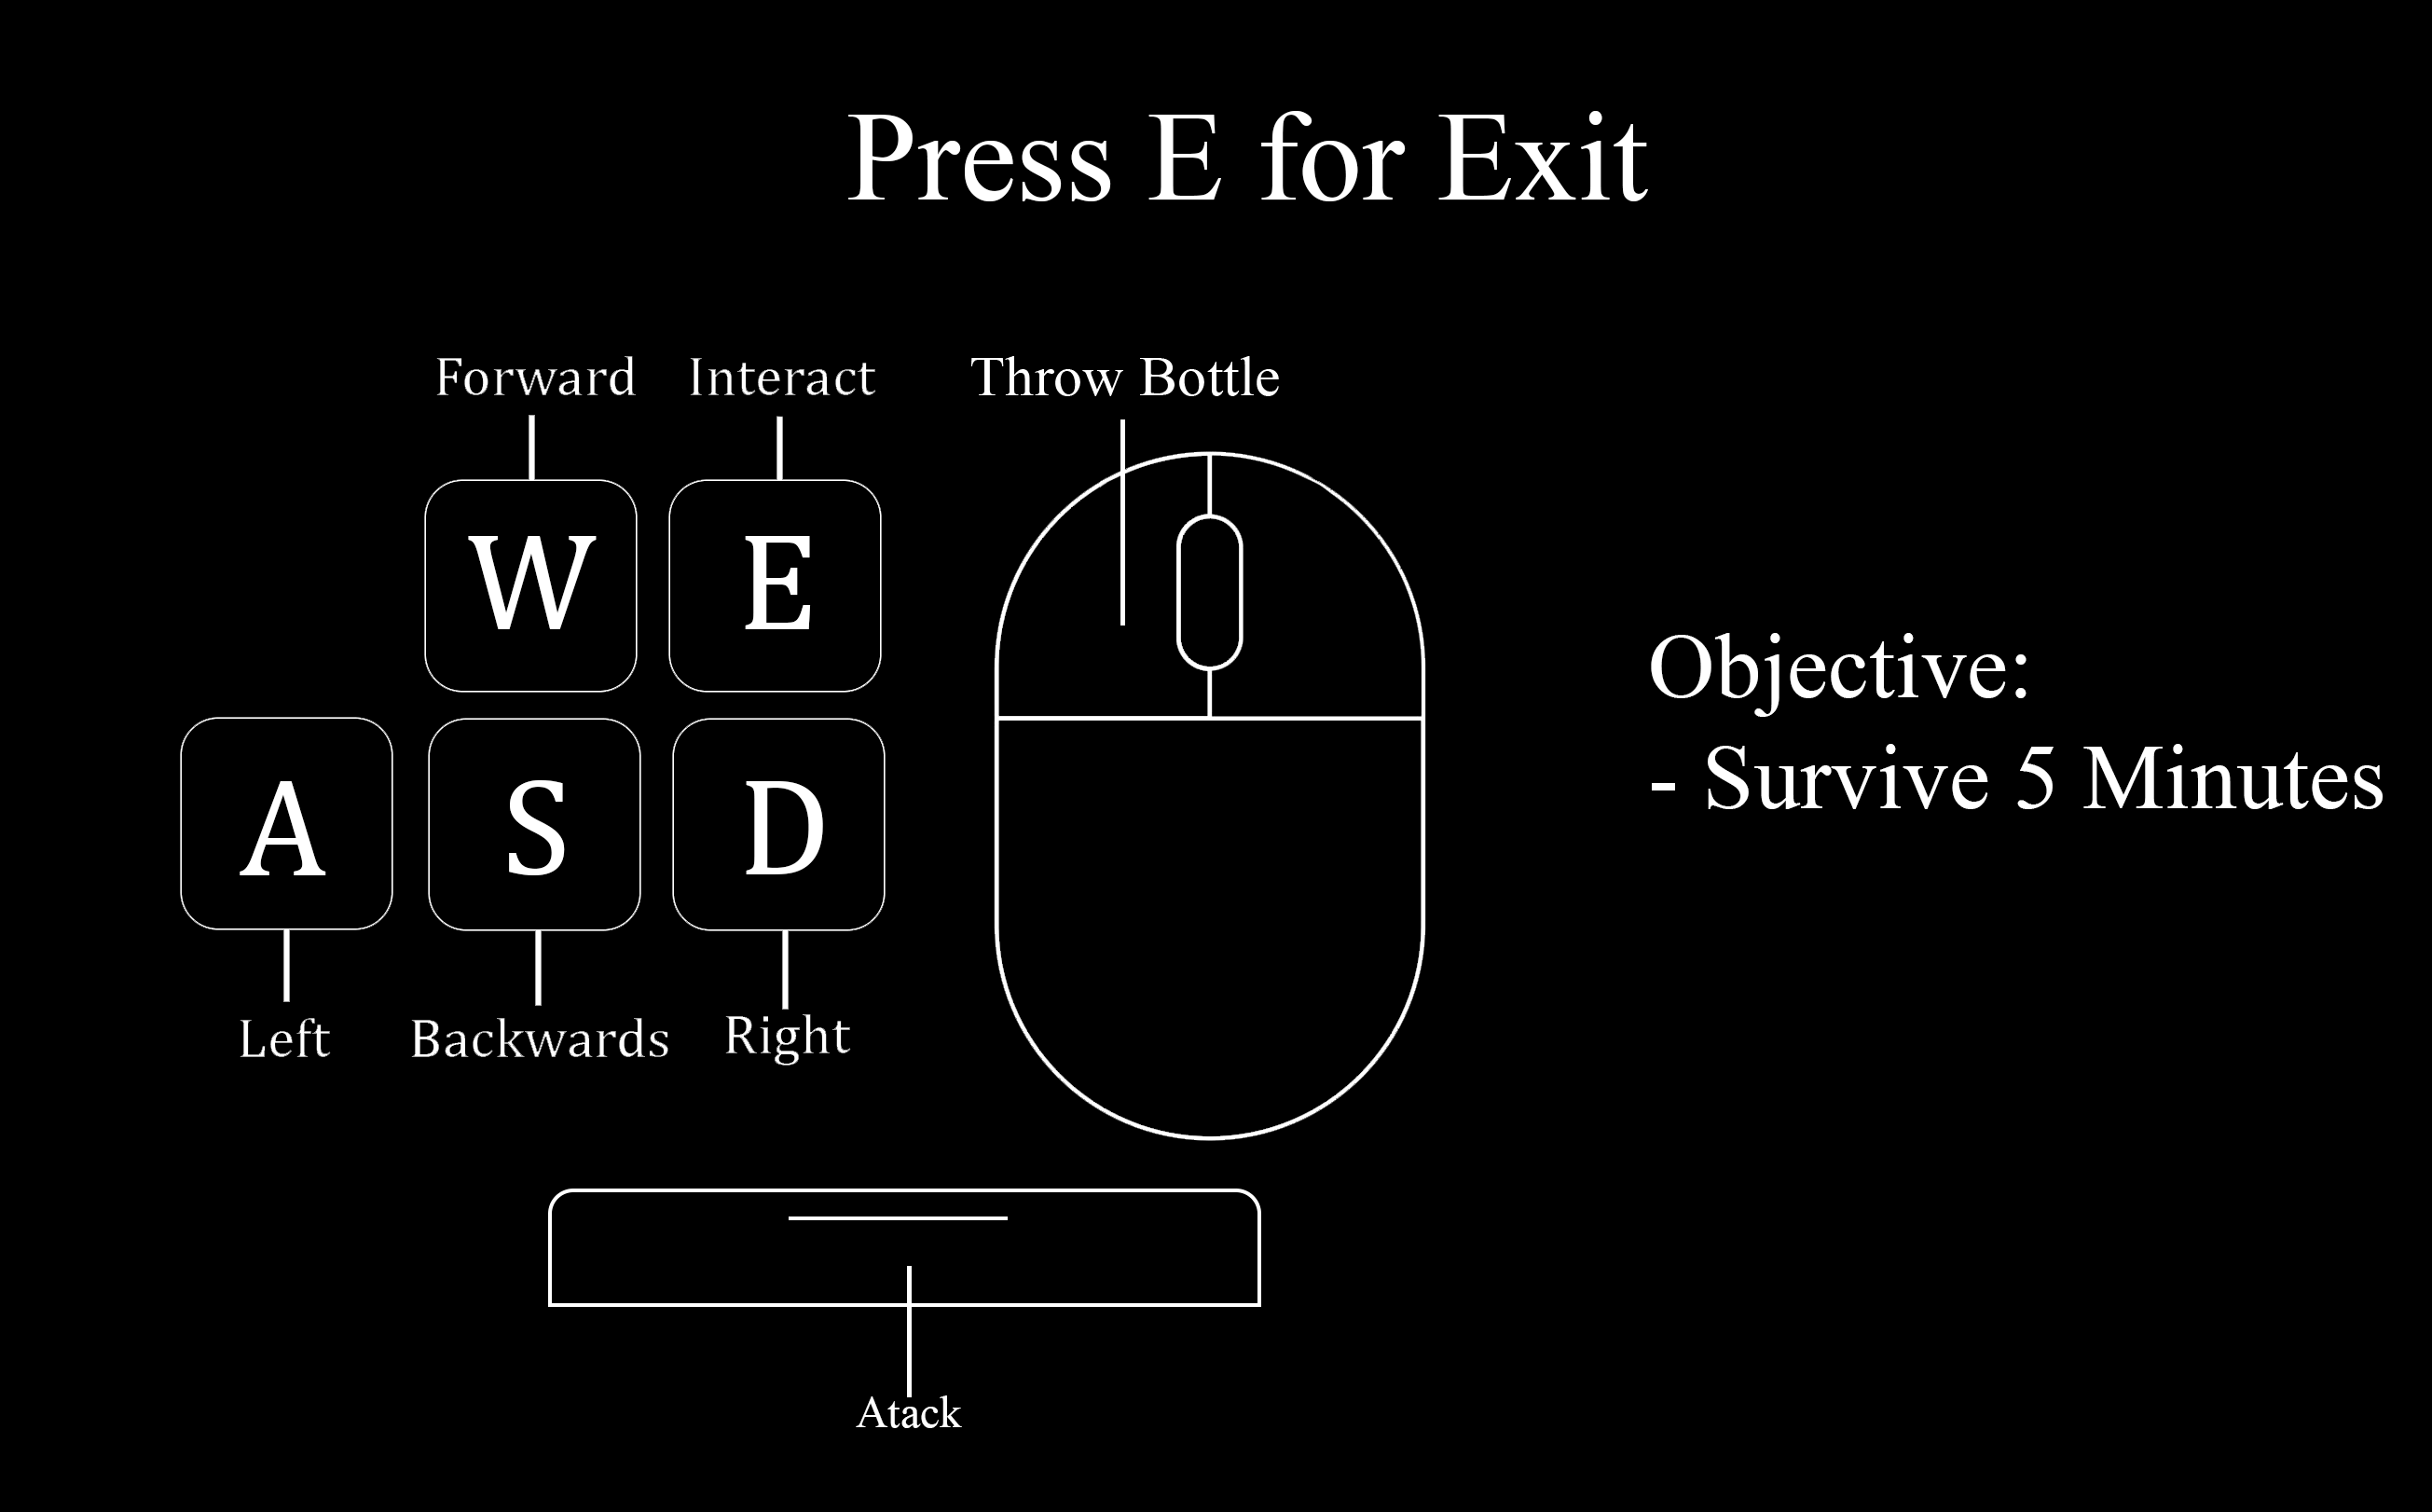 Press E for Exit
Forward Interact Throw Bottle
W E
Objective:
- Survive 5 Minutes
A S D
Left Backwards Right
Atack